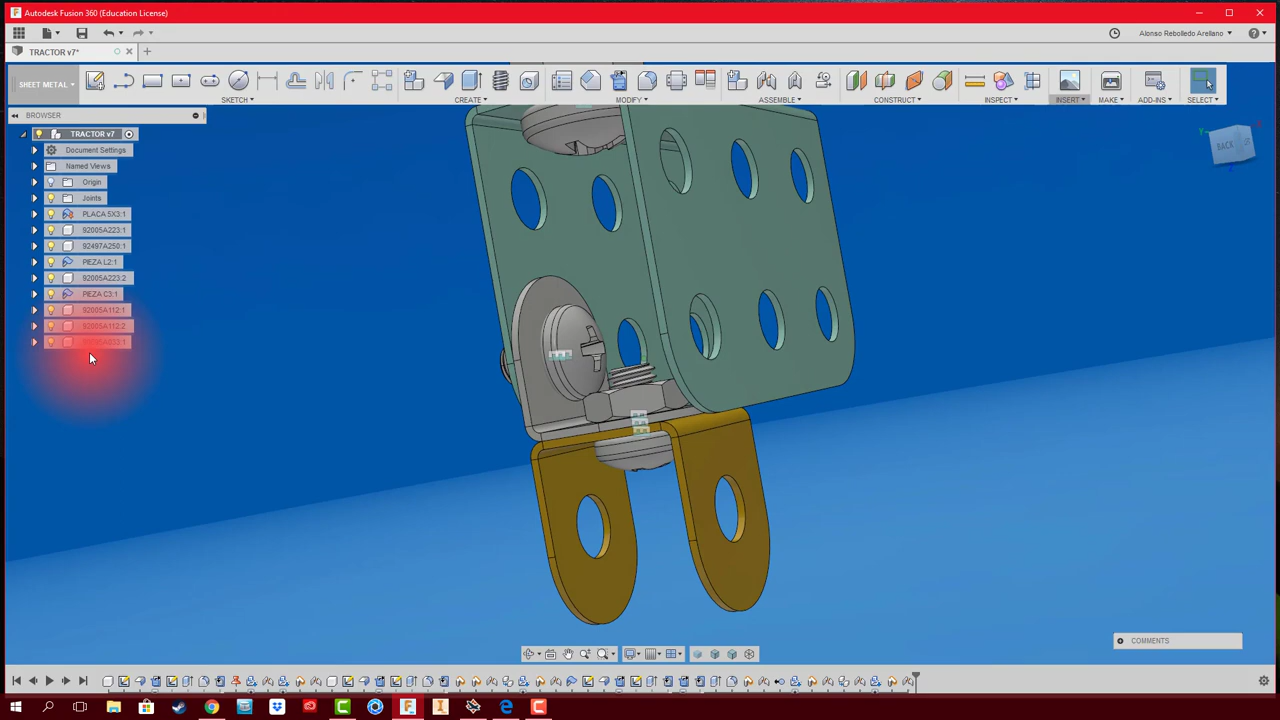 Autodesk Fusion 360 (Education License)
Alonso Rebolledo Arellano
TRACTOR v7*
SHEET METAL
SKETCH
CREATE
MODIFY
ASSEMBLE
CONSTRUCT
INSPECT
INSERT
MAKE
ADD-INS
SELECT
BROWSER
TRACTOR v7
Document Settings
Named Views
Origin
Joints
PLACA 5X3:1
92005A223:1
92497A250:1
PIEZA L2:1
92005A223:2
PIEZA C3:1
92005A112:1
92005A112:2
BACK
Y
Z
COMMENTS